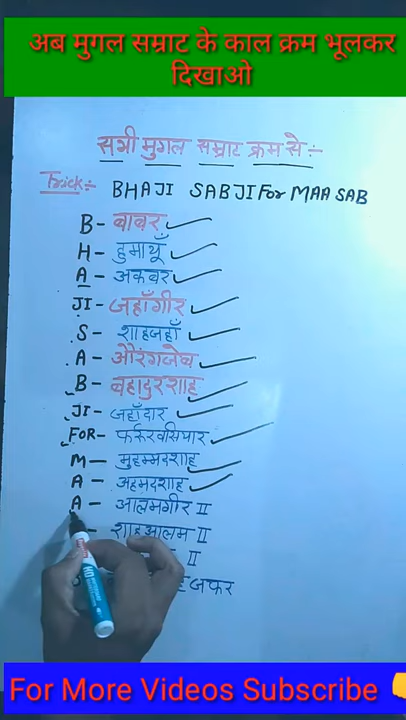 अब मुगल सम्राट के काल क्रम भूलकर
दिखाओ
सभी मुगल सम्राट क्रम से :-
Trick:- BHAJI SABJI For MAA SAB
B - बाबर
H - हुमायूँ
A - अकबर
JI - जहाँगीर
S - शाहजहाँ
A - औरंगजेब
B - बहादुरशाह
JI - जहाँदार
FOR - फर्रुखसियार
M - मुहम्मदशाह
A - अहमदशाह
A - आलमगीर II
शाहआलम II
II
जफर
For More Videos Subscribe 👈